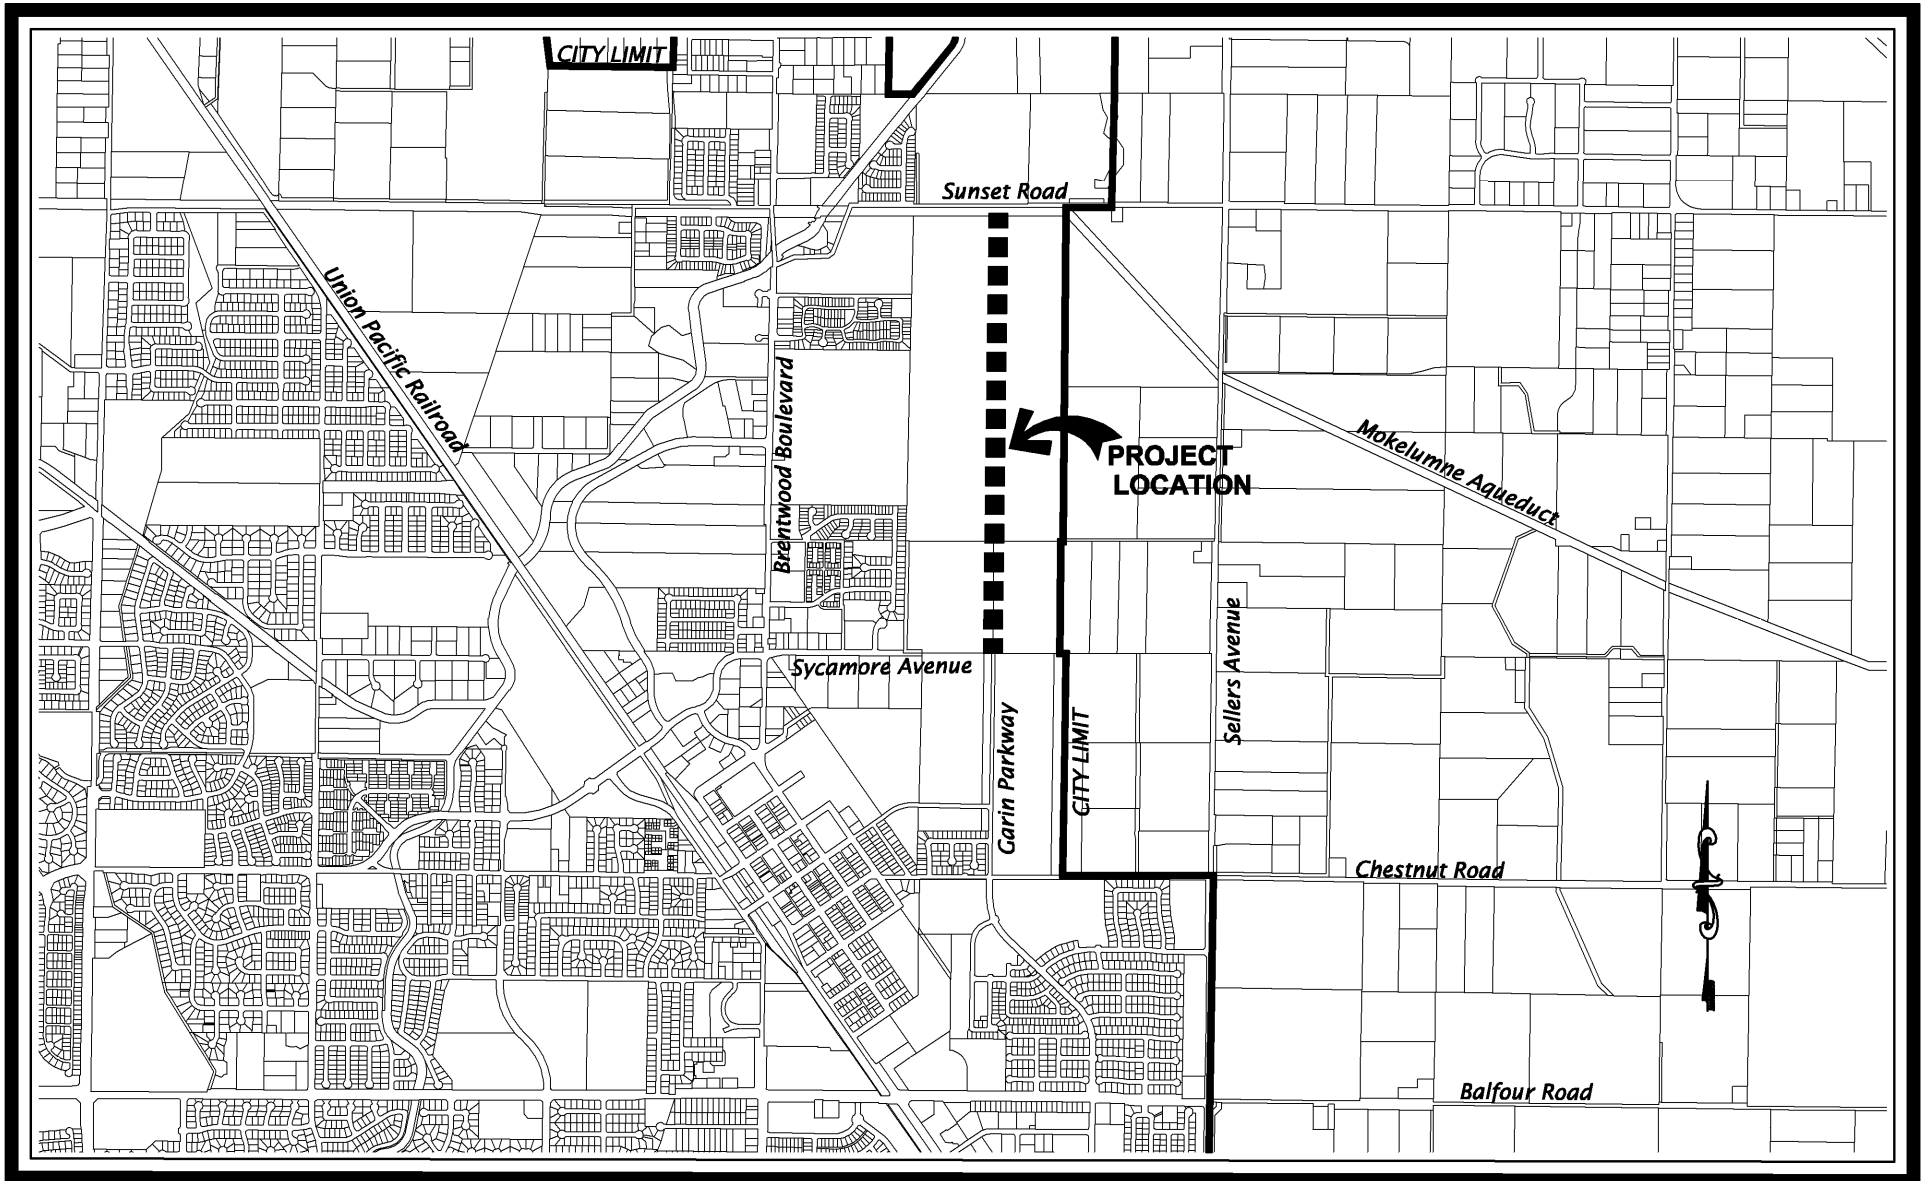 CITY LIMIT
Sunset Road
Union Pacific Railroad
Brentwood Boulevard
PROJECT
LOCATION
Mokelumne Aqueduct
Sycamore Avenue
Sellers Avenue
Garin Parkway
CITY LIMIT
Chestnut Road
Balfour Road